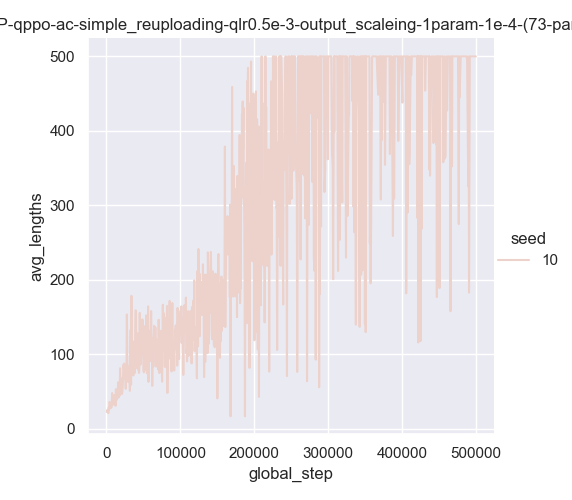 P-qppo-ac-simple_reuploading-qlr0.5e-3-output_scaleing-1param-1e-4-(73-par
500
400
300
200
100
0
avg_lengths
0 100000 200000 300000 400000 500000
global_step
seed
10